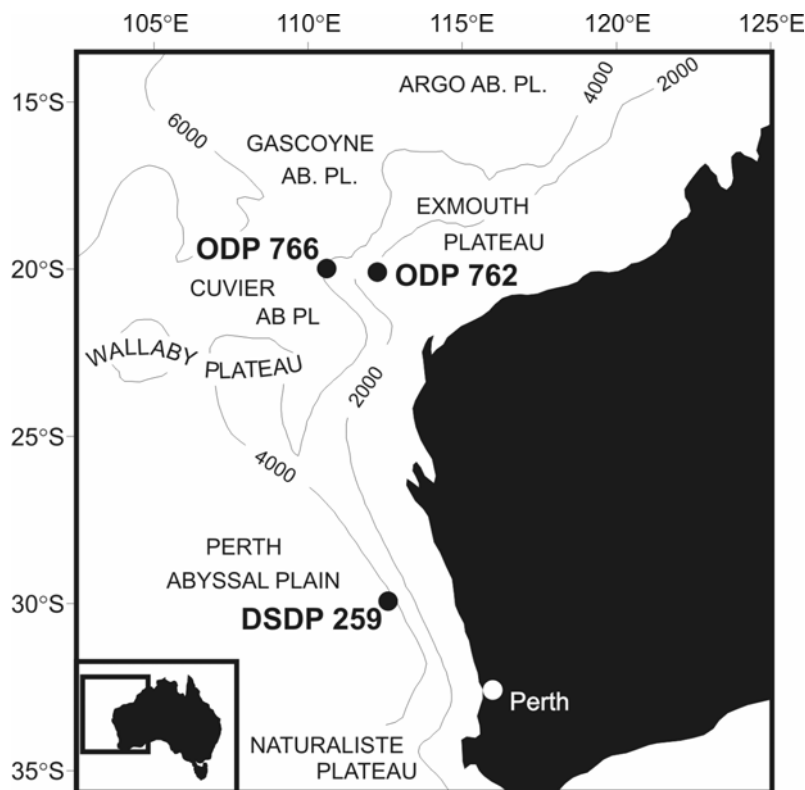 105°E 110°E 115°E 120°E 125°E
15°S
20°S
25°S
30°S
35°S
ARGO AB. PL.
4000
2000
6000
GASCOYNE
AB. PL.
EXMOUTH
PLATEAU
ODP 766
ODP 762
CUVIER
AB PL
WALLABY
PLATEAU
2000
4000
PERTH
ABYSSAL PLAIN
DSDP 259
Perth
NATURALISTE
PLATEAU